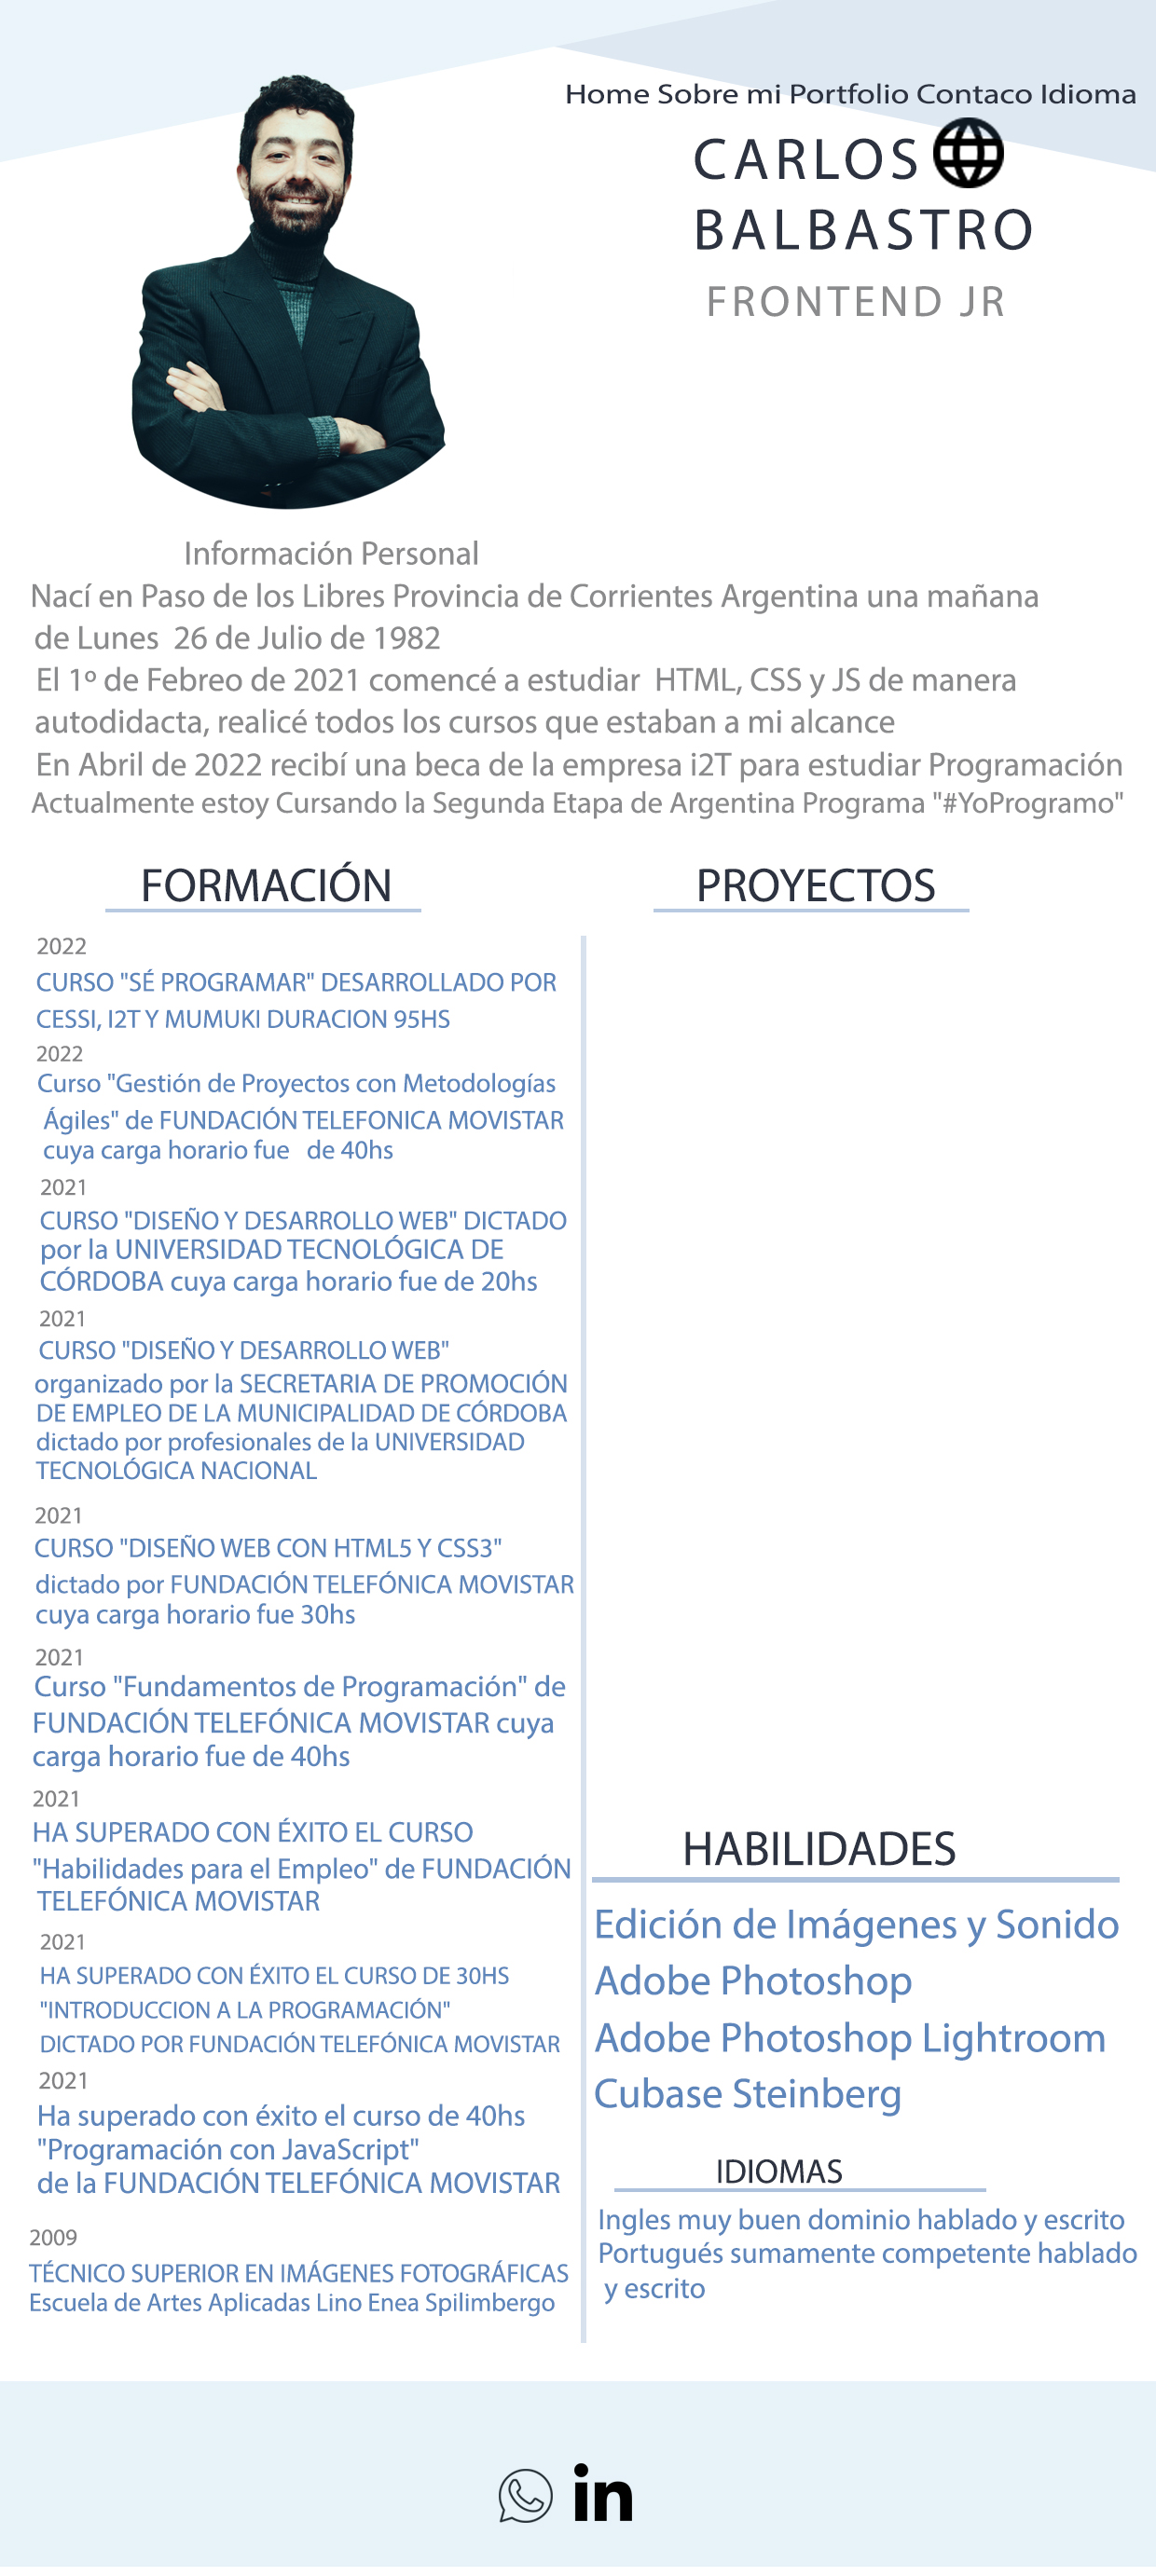 Home Sobre mi Portfolio Contaco Idioma
CARLOS
BALBASTRO
FRONTEND JR
Información Personal
Nací en Paso de los Libres Provincia de Corrientes Argentina una mañana
de Lunes 26 de Julio de 1982
El 1º de Febreo de 2021 comencé a estudiar HTML, CSS y JS de manera
autodidacta, realicé todos los cursos que estaban a mi alcance
En Abril de 2022 recibí una beca de la empresa i2T para estudiar Programación
Actualmente estoy Cursando la Segunda Etapa de Argentina Programa "#YoProgramo"
FORMACIÓN
2022
CURSO "SÉ PROGRAMAR" DESARROLLADO POR
CESSI, I2T Y MUMUKI DURACION 95HS
2022
Curso "Gestión de Proyectos con Metodologías
Ágiles" de FUNDACIÓN TELEFONICA MOVISTAR
cuya carga horario fue de 40hs
2021
CURSO "DISEÑO Y DESARROLLO WEB" DICTADO
por la UNIVERSIDAD TECNOLÓGICA DE
CÓRDOBA cuya carga horario fue de 20hs
2021
CURSO "DISEÑO Y DESARROLLO WEB"
organizado por la SECRETARIA DE PROMOCIÓN
DE EMPLEO DE LA MUNICIPALIDAD DE CÓRDOBA
dictado por profesionales de la UNIVERSIDAD
TECNOLÓGICA NACIONAL
2021
CURSO "DISEÑO WEB CON HTML5 Y CSS3"
dictado por FUNDACIÓN TELEFÓNICA MOVISTAR
cuya carga horario fue 30hs
2021
Curso "Fundamentos de Programación" de
FUNDACIÓN TELEFÓNICA MOVISTAR cuya
carga horario fue de 40hs
2021
HA SUPERADO CON ÉXITO EL CURSO
"Habilidades para el Empleo" de FUNDACIÓN
TELEFÓNICA MOVISTAR
2021
HA SUPERADO CON ÉXITO EL CURSO DE 30HS
"INTRODUCCION A LA PROGRAMACIÓN"
DICTADO POR FUNDACIÓN TELEFÓNICA MOVISTAR
2021
Ha superado con éxito el curso de 40hs
"Programación con JavaScript"
de la FUNDACIÓN TELEFÓNICA MOVISTAR
2009
TÉCNICO SUPERIOR EN IMÁGENES FOTOGRÁFICAS
Escuela de Artes Aplicadas Lino Enea Spilimbergo
PROYECTOS
HABILIDADES
Edición de Imágenes y Sonido
Adobe Photoshop
Adobe Photoshop Lightroom
Cubase Steinberg
IDIOMAS
Ingles muy buen dominio hablado y escrito
Portugués sumamente competente hablado
y escrito
in